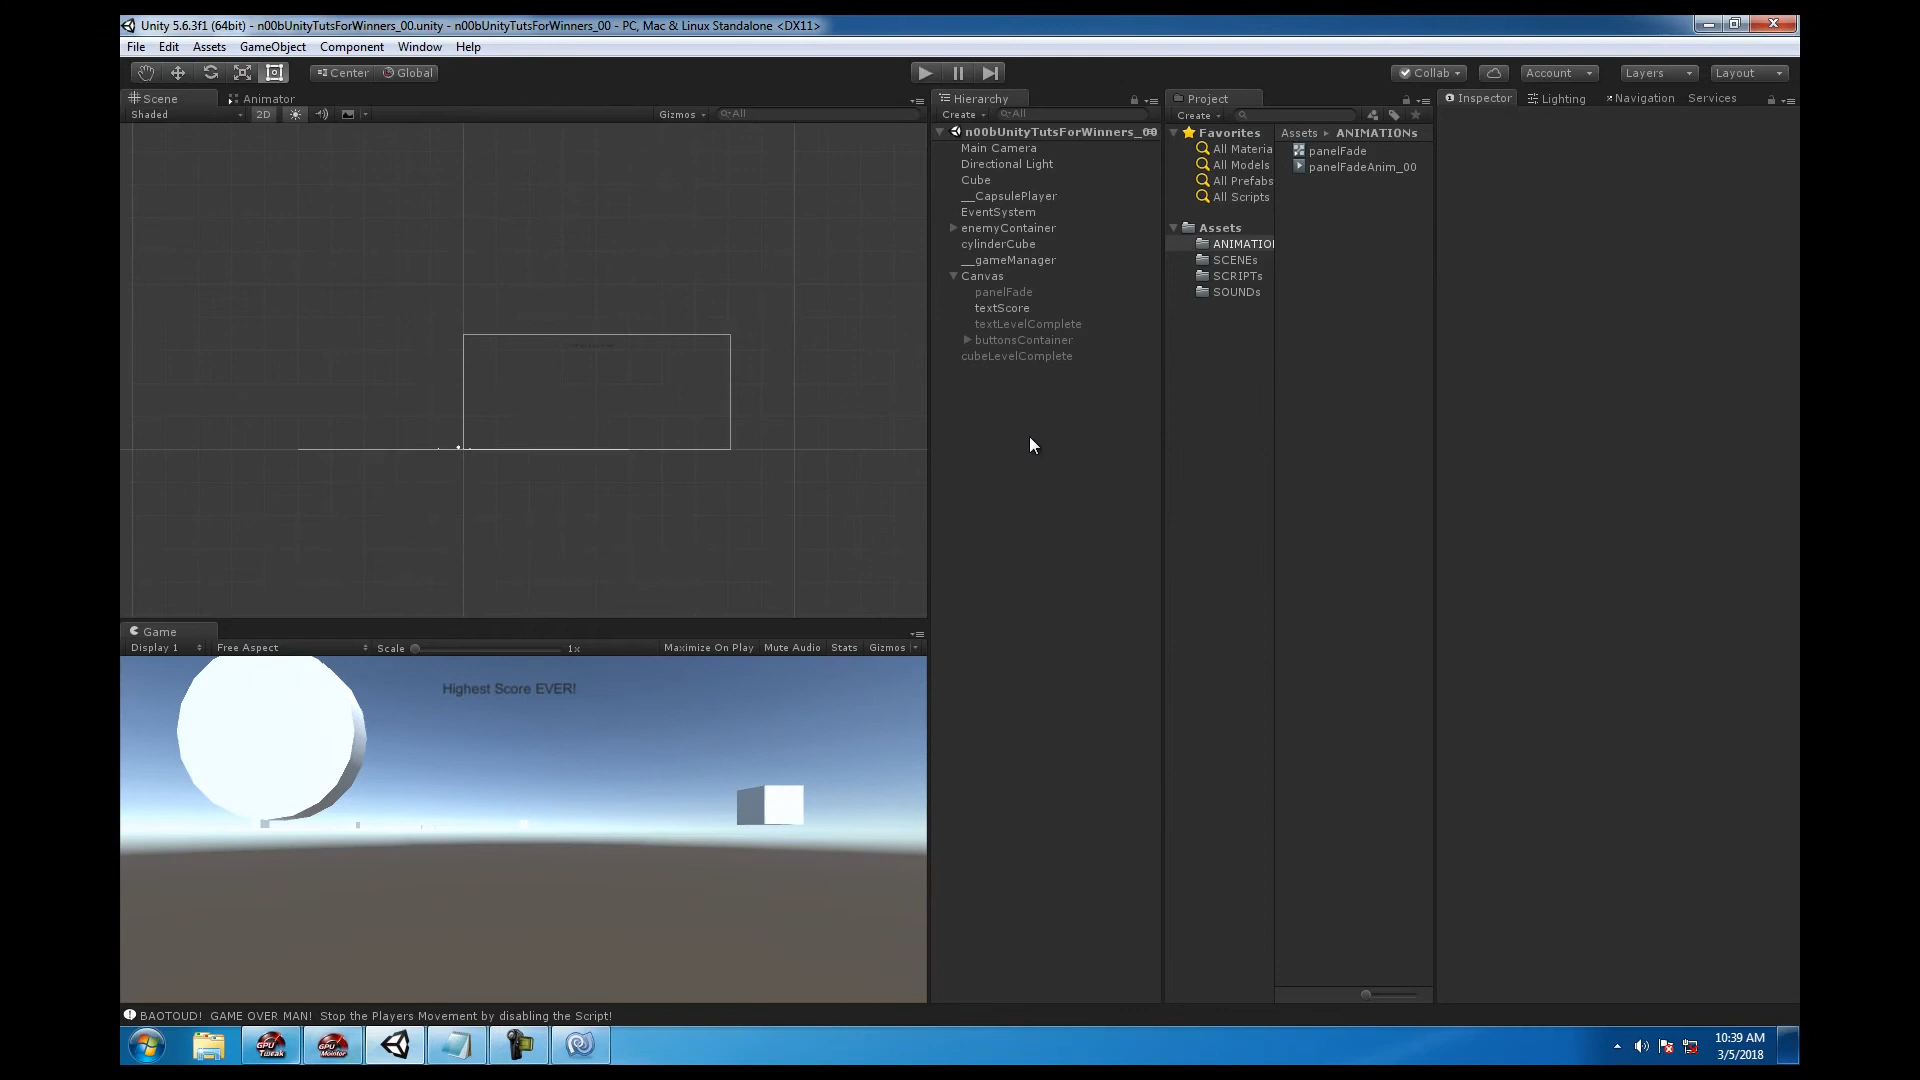 Unity 5.6.3f1 (64bit) - n00bUnityTutsForWinners_00.unity - n00bUnityTutsForWinners_00 - PC, Mac & Linux Standalone <DX11>
File Edit Assets GameObject Component Window Help
Center Global Collab Account Layers Layout
Scene Animator
Shaded 2D Gizmos All
Hierarchy
Create All
n00bUnityTutsForWinners_00
Main Camera
Directional Light
Cube
__CapsulePlayer
EventSystem
enemyContainer
cylinderCube
__gameManager
Canvas
panelFade
textScore
textLevelComplete
buttonsContainer
cubeLevelComplete
Project
Create
Favorites
All Materia
All Models
All Prefabs
All Scripts
Assets
ANIMATIO
SCENEs
SCRIPTs
SOUNDs
Assets ANIMATIONs
panelFade
panelFadeAnim_00
Inspector Lighting Navigation Services
Game
Display 1 Free Aspect Scale 1x Maximize On Play Mute Audio Stats Gizmos
Highest Score EVER!
BAOTOUD! GAME OVER MAN! Stop the Players Movement by disabling the Script!
GPU Tweak
GPU Monitor
10:39 AM
3/5/2018